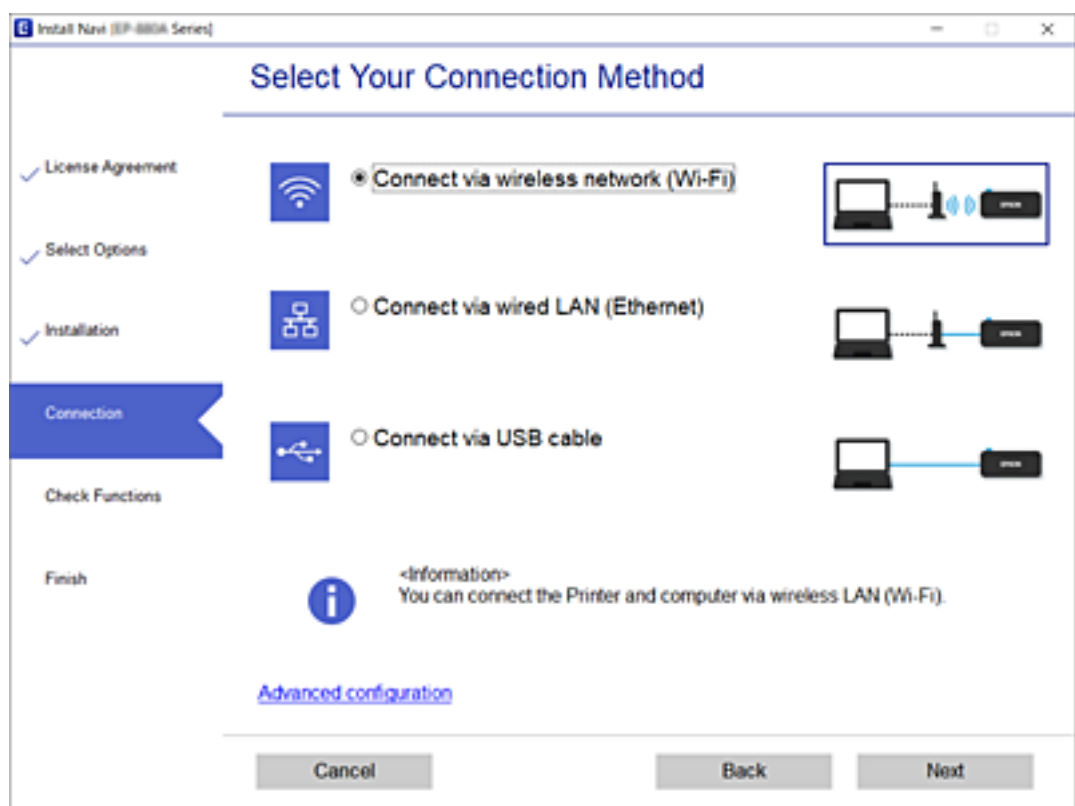 Install Navi [EP-880A Series]
Select Your Connection Method
License Agreement
Select Options
Installation
Connection
Check Functions
Finish
Connect via wireless network (Wi-Fi)
Connect via wired LAN (Ethernet)
Connect via USB cable
<Information>
You can connect the Printer and computer via wireless LAN (Wi-Fi).
Advanced configuration
Cancel
Back
Next